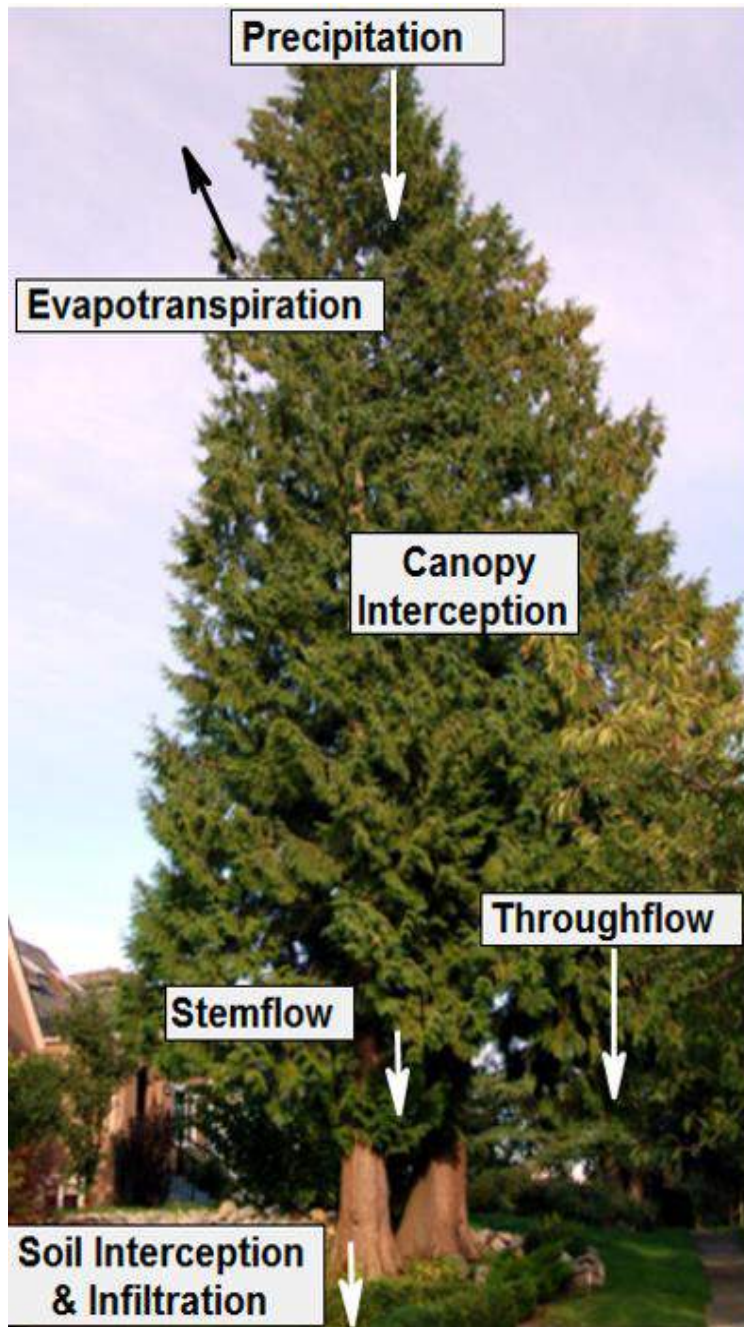 Precipitation
Evapotranspiration
Canopy
Interception
Throughflow
Stemflow
Soil Interception
& Infiltration